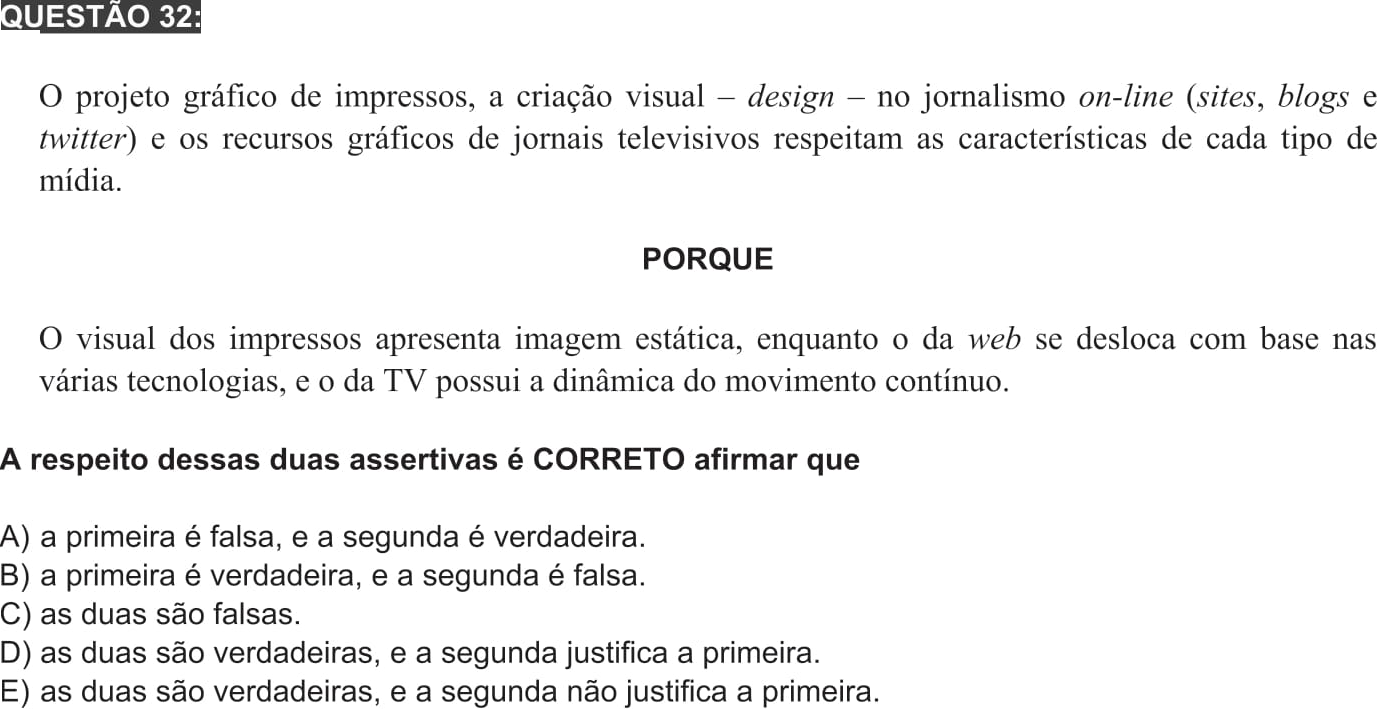 QUESTÃO 32:
O projeto gráfico de impressos, a criação visual – design – no jornalismo on-line (sites, blogs e
twitter) e os recursos gráficos de jornais televisivos respeitam as características de cada tipo de
mídia.
PORQUE
O visual dos impressos apresenta imagem estática, enquanto o da web se desloca com base nas
várias tecnologias, e o da TV possui a dinâmica do movimento contínuo.
A respeito dessas duas assertivas é CORRETO afirmar que
A) a primeira é falsa, e a segunda é verdadeira.
B) a primeira é verdadeira, e a segunda é falsa.
C) as duas são falsas.
D) as duas são verdadeiras, e a segunda justifica a primeira.
E) as duas são verdadeiras, e a segunda não justifica a primeira.